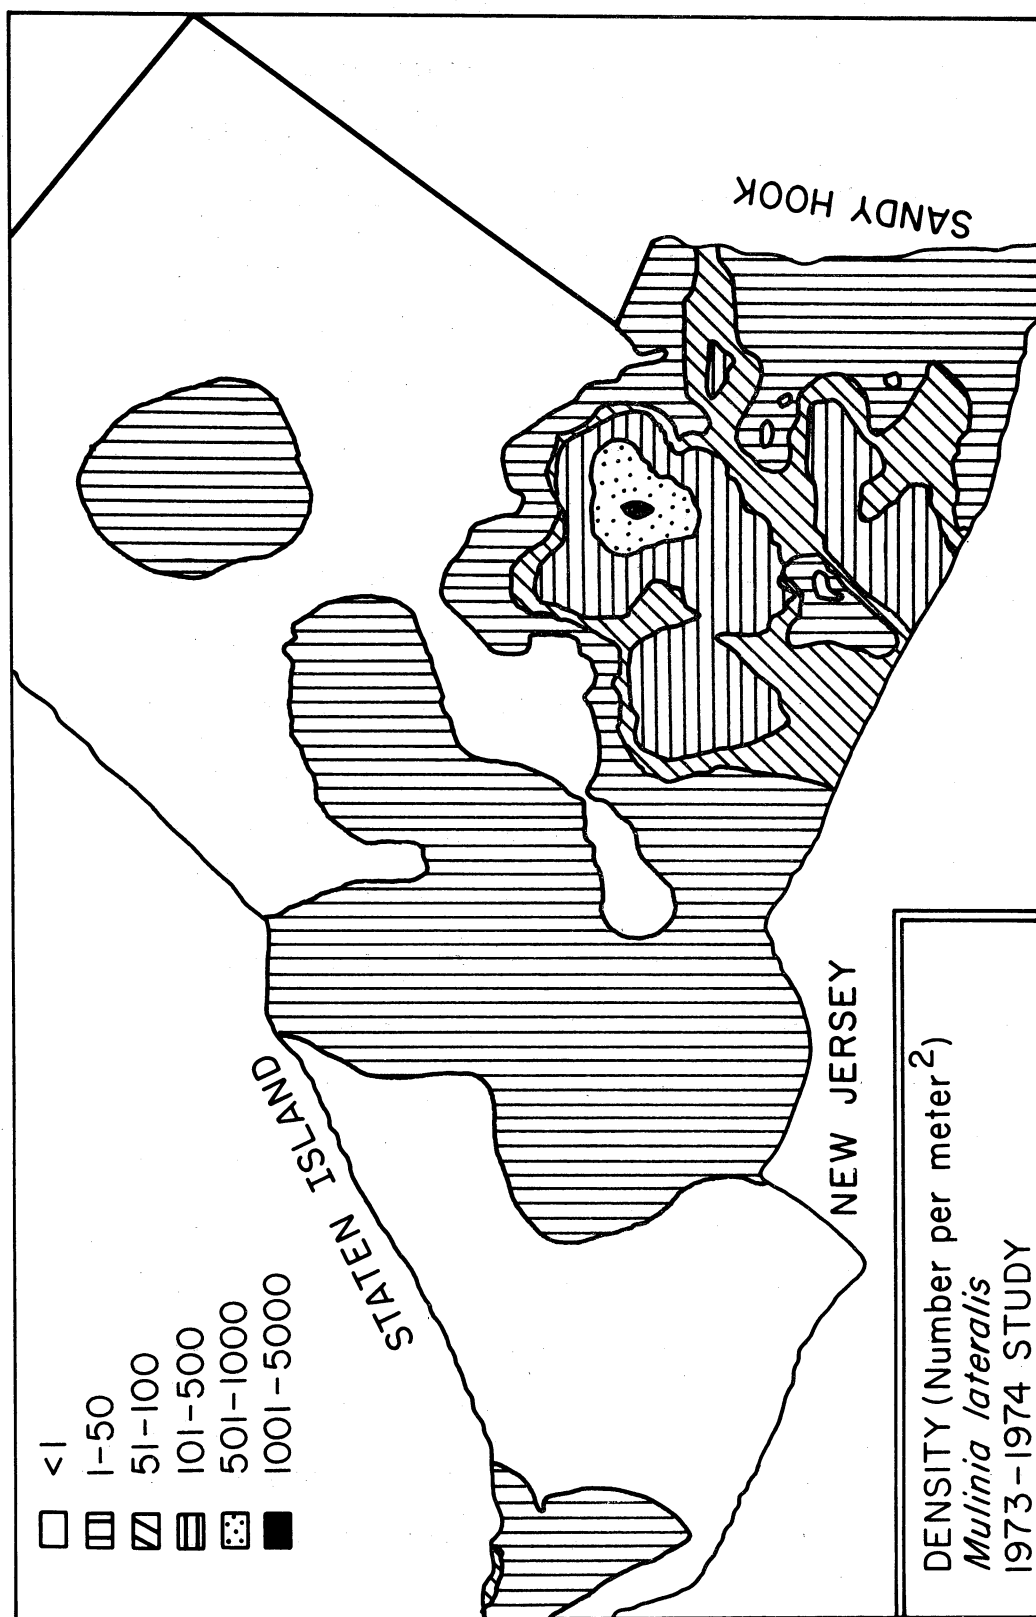 <1
1-50
51-100
101-500
501-1000
1001-5000
STATEN ISLAND
SANDY HOOK
NEW JERSEY
DENSITY (Number per meter²)
Mulinia lateralis
1973-1974 STUDY